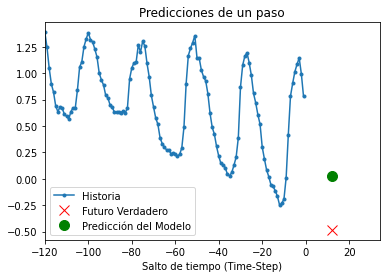 Predicciones de un paso
1.25
1.00
0.75
0.50
0.25
0.00
−0.25
−0.50
Historia
Futuro Verdadero
Predicción del Modelo
−120 −100 −80 −60 −40 −20 0 20
Salto de tiempo (Time-Step)